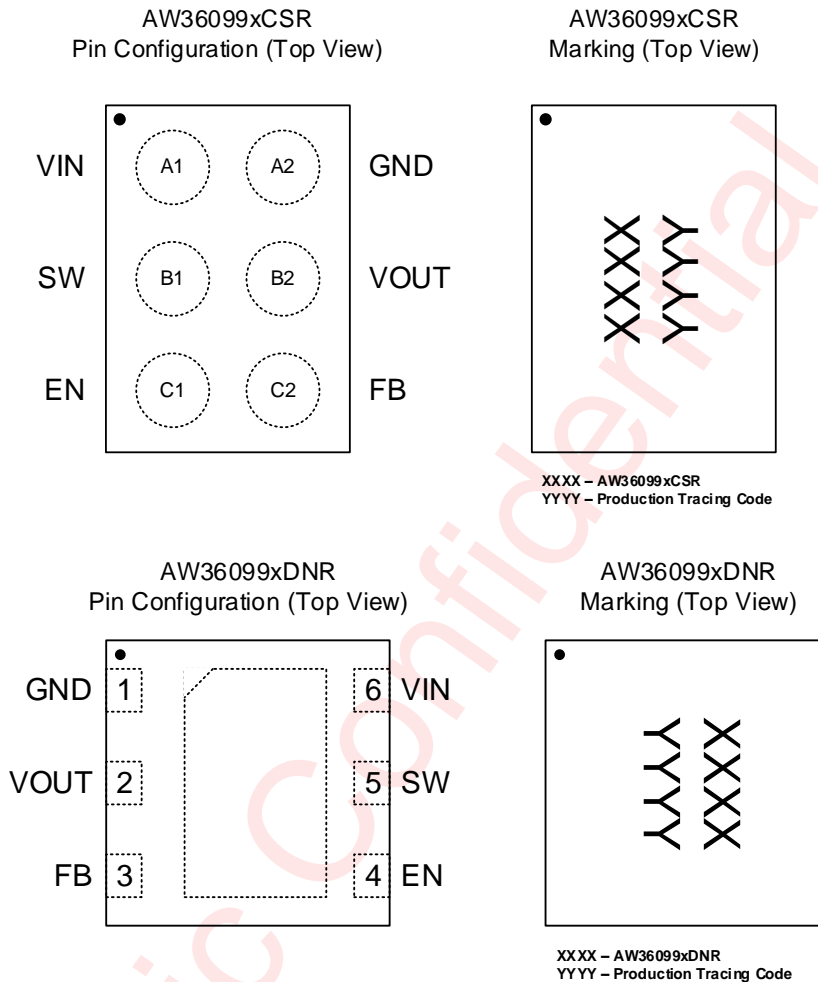 AW36099xCSR
Pin Configuration (Top View)
AW36099xCSR
Marking (Top View)
VIN
A1
A2
GND
SW
B1
B2
VOUT
EN
C1
C2
FB
XXXX
YYYY
XXXX – AW36099xCSR
YYYY – Production Tracing Code
AW36099xDNR
Pin Configuration (Top View)
AW36099xDNR
Marking (Top View)
GND
1
6
VIN
VOUT
2
5
SW
FB
3
4
EN
YYYY
XXXX
XXXX – AW36099xDNR
YYYY – Production Tracing Code
ic Confidential